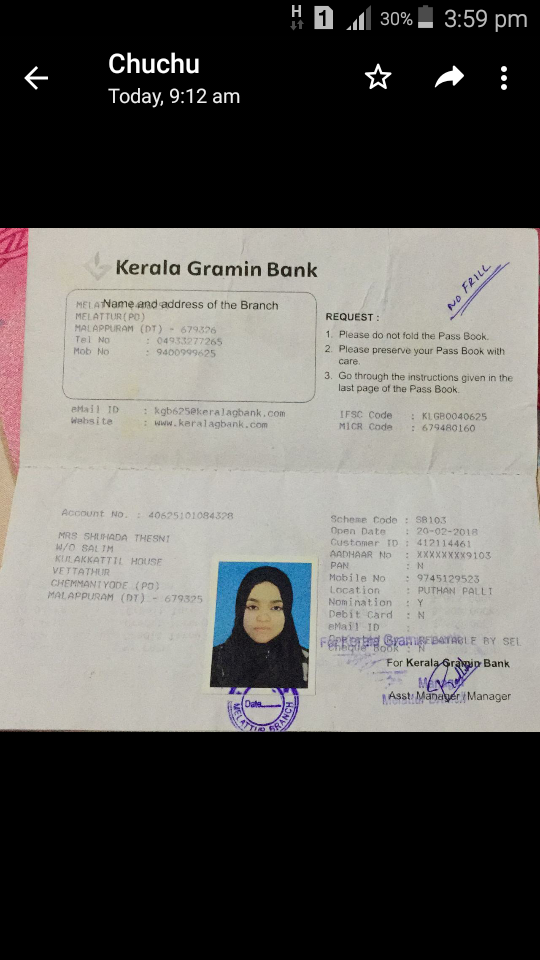 H 1 30% 3:59 pm
Chuchu
Today, 9:12 am
Kerala Gramin Bank
NO FRILL
Name and address of the Branch
MELATTUR(PO)
MALAPPURAM (DT) - 679326
Tel No : 04933277265
Mob No : 9400999625
eMail ID : kgb625@keralagbank.com
Website : www.keralagbank.com
REQUEST :
1. Please do not fold the Pass Book.
2. Please preserve your Pass Book with
care.
3. Go through the instructions given in the
last page of the Pass Book.
IFSC Code : KLGB0040625
MICR Code : 679480160
Account No. : 40625101084328
MRS SHUHADA THESNI
W/O SALIM
KULAKKATTIL HOUSE
VETTATHUR
CHEMMANIYODE (PO)
MALAPPURAM (DT) - 679325
Scheme Code : SB103
Open Date : 20-02-2018
Customer ID : 412114461
AADHAAR No : XXXXXXXX9103
PAN : N
Mobile No : 9745129523
Location : PUTHAN PALLI
Nomination : Y
Debit Card : N
eMail ID :
BY SEL
Cheque Book : N
For Kerala Gramin Bank
Asst. Manager / Manager
Date
MELATTUR BRANCH